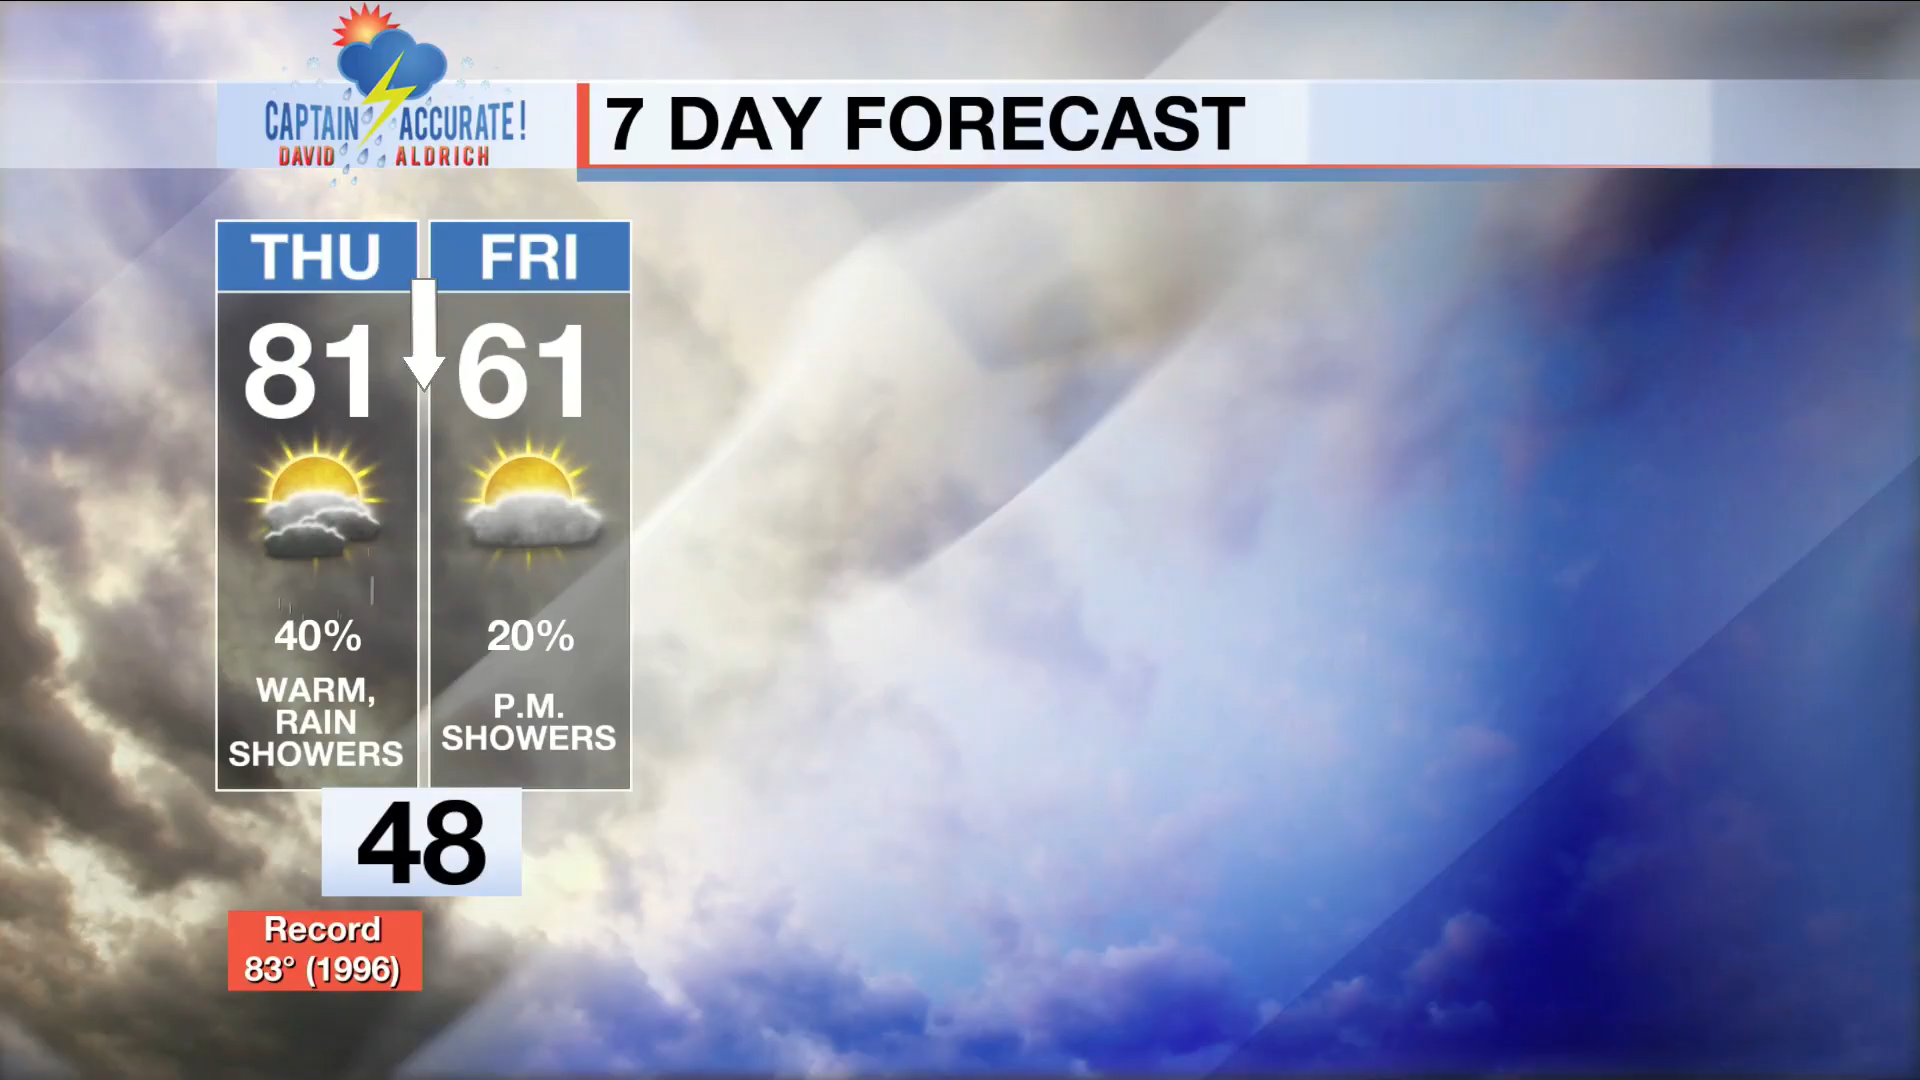 CAPTAIN ACCURATE!
DAVID ALDRICH
7 DAY FORECAST
THU
81
40%
WARM,
RAIN
SHOWERS
FRI
61
20%
P.M.
SHOWERS
48
Record
83° (1996)